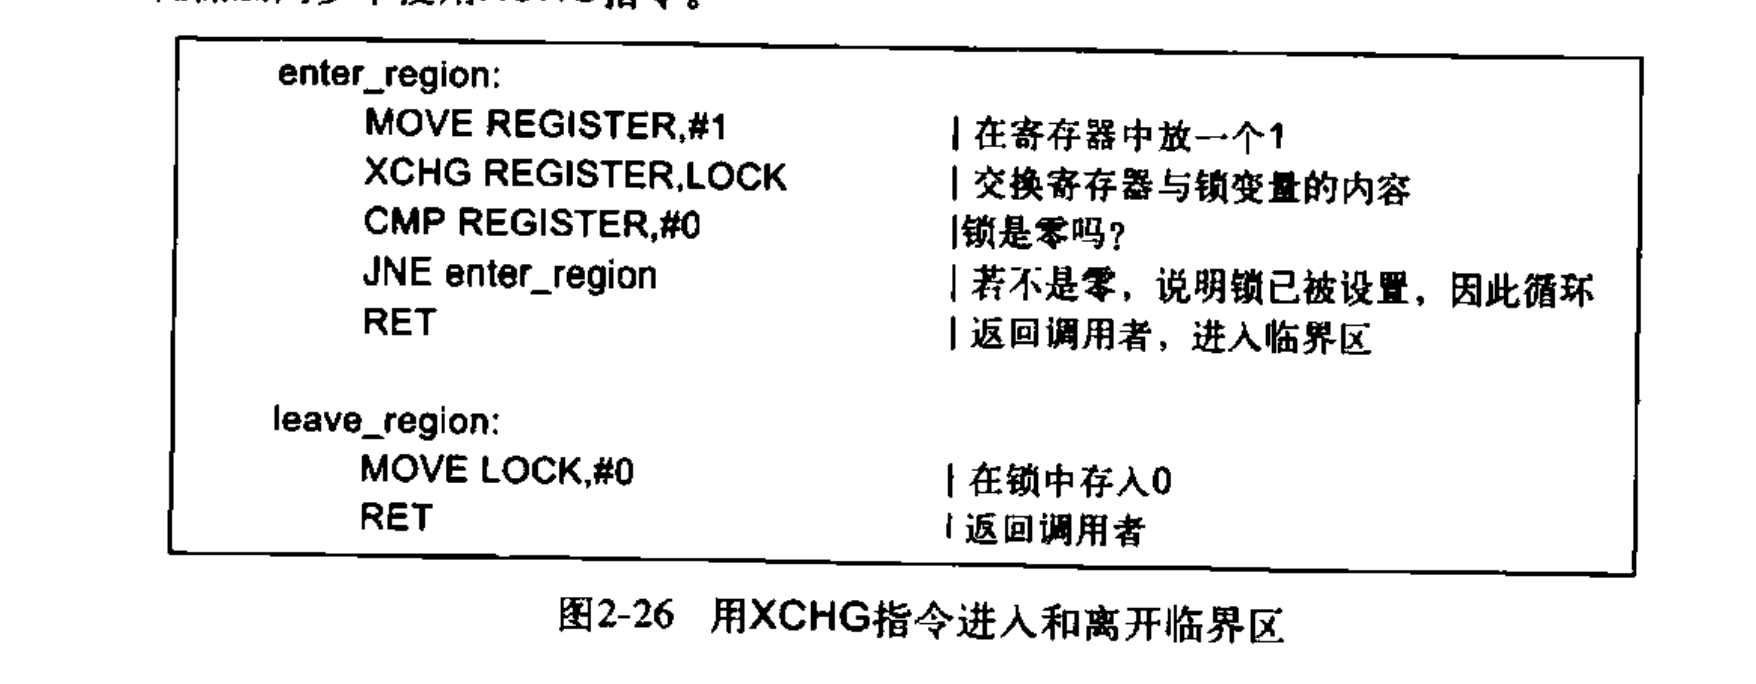 enter_region:
MOVE REGISTER,#1 | 在寄存器中放一个1
XCHG REGISTER,LOCK | 交换寄存器与锁变量的内容
CMP REGISTER,#0 |锁是零吗?
JNE enter_region | 若不是零，说明锁已被设置，因此循环
RET | 返回调用者，进入临界区
leave_region:
MOVE LOCK,#0 | 在锁中存入0
RET | 返回调用者
图2-26 用XCHG指令进入和离开临界区